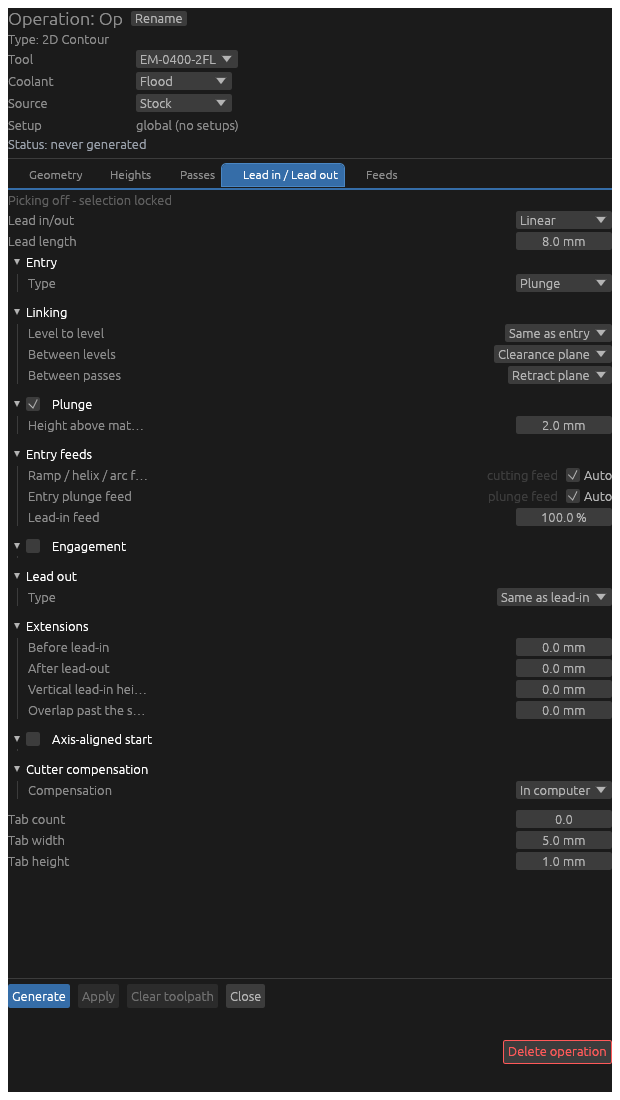 Operation: Op Rename
Type: 2D Contour
Tool EM-0400-2FL
Coolant Flood
Source Stock
Setup global (no setups)
Status: never generated
Geometry Heights Passes Lead in / Lead out Feeds
Picking off - selection locked
Lead in/out Linear
Lead length 8.0 mm
Entry
Type Plunge
Linking
Level to level Same as entry
Between levels Clearance plane
Between passes Retract plane
Plunge
Height above mat… 2.0 mm
Entry feeds
Ramp / helix / arc f… cutting feed Auto
Entry plunge feed plunge feed Auto
Lead-in feed 100.0 %
Engagement
Lead out
Type Same as lead-in
Extensions
Before lead-in 0.0 mm
After lead-out 0.0 mm
Vertical lead-in hei… 0.0 mm
Overlap past the s… 0.0 mm
Axis-aligned start
Cutter compensation
Compensation In computer
Tab count 0.0
Tab width 5.0 mm
Tab height 1.0 mm
Generate Apply Clear toolpath Close
Delete operation